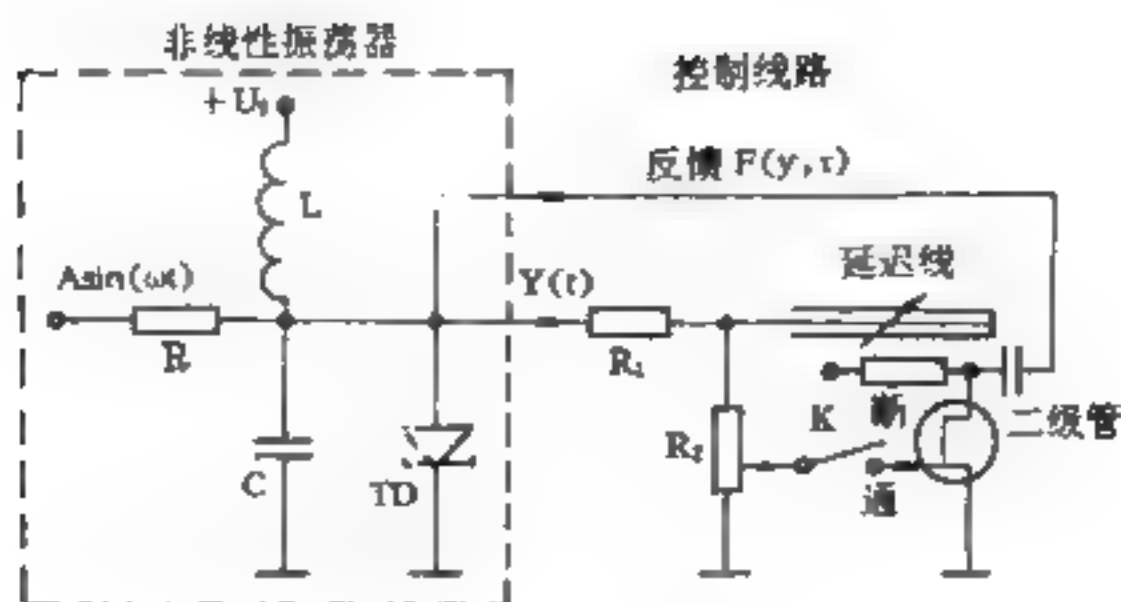 非线性振荡器
控制线路
+U₀
反馈 F(y,τ)
L
延迟线
Asin(ωt)
Y(t)
R
R₁
K
断
二级管
R₂
C
TD
通